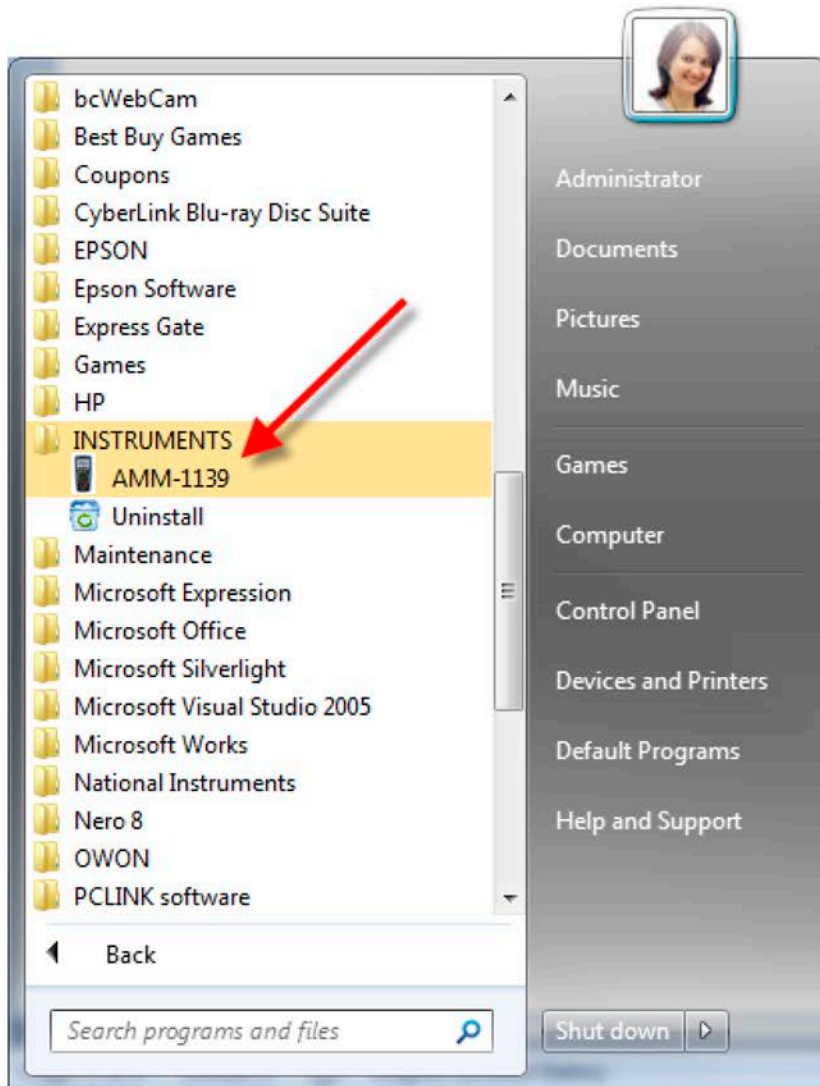 bcWebCam
Best Buy Games
Coupons
CyberLink Blu-ray Disc Suite
EPSON
Epson Software
Express Gate
Games
HP
INSTRUMENTS
AMM-1139
Uninstall
Maintenance
Microsoft Expression
Microsoft Office
Microsoft Silverlight
Microsoft Visual Studio 2005
Microsoft Works
National Instruments
Nero 8
OWON
PCLINK software
Back
Search programs and files
Administrator
Documents
Pictures
Music
Games
Computer
Control Panel
Devices and Printers
Default Programs
Help and Support
Shut down